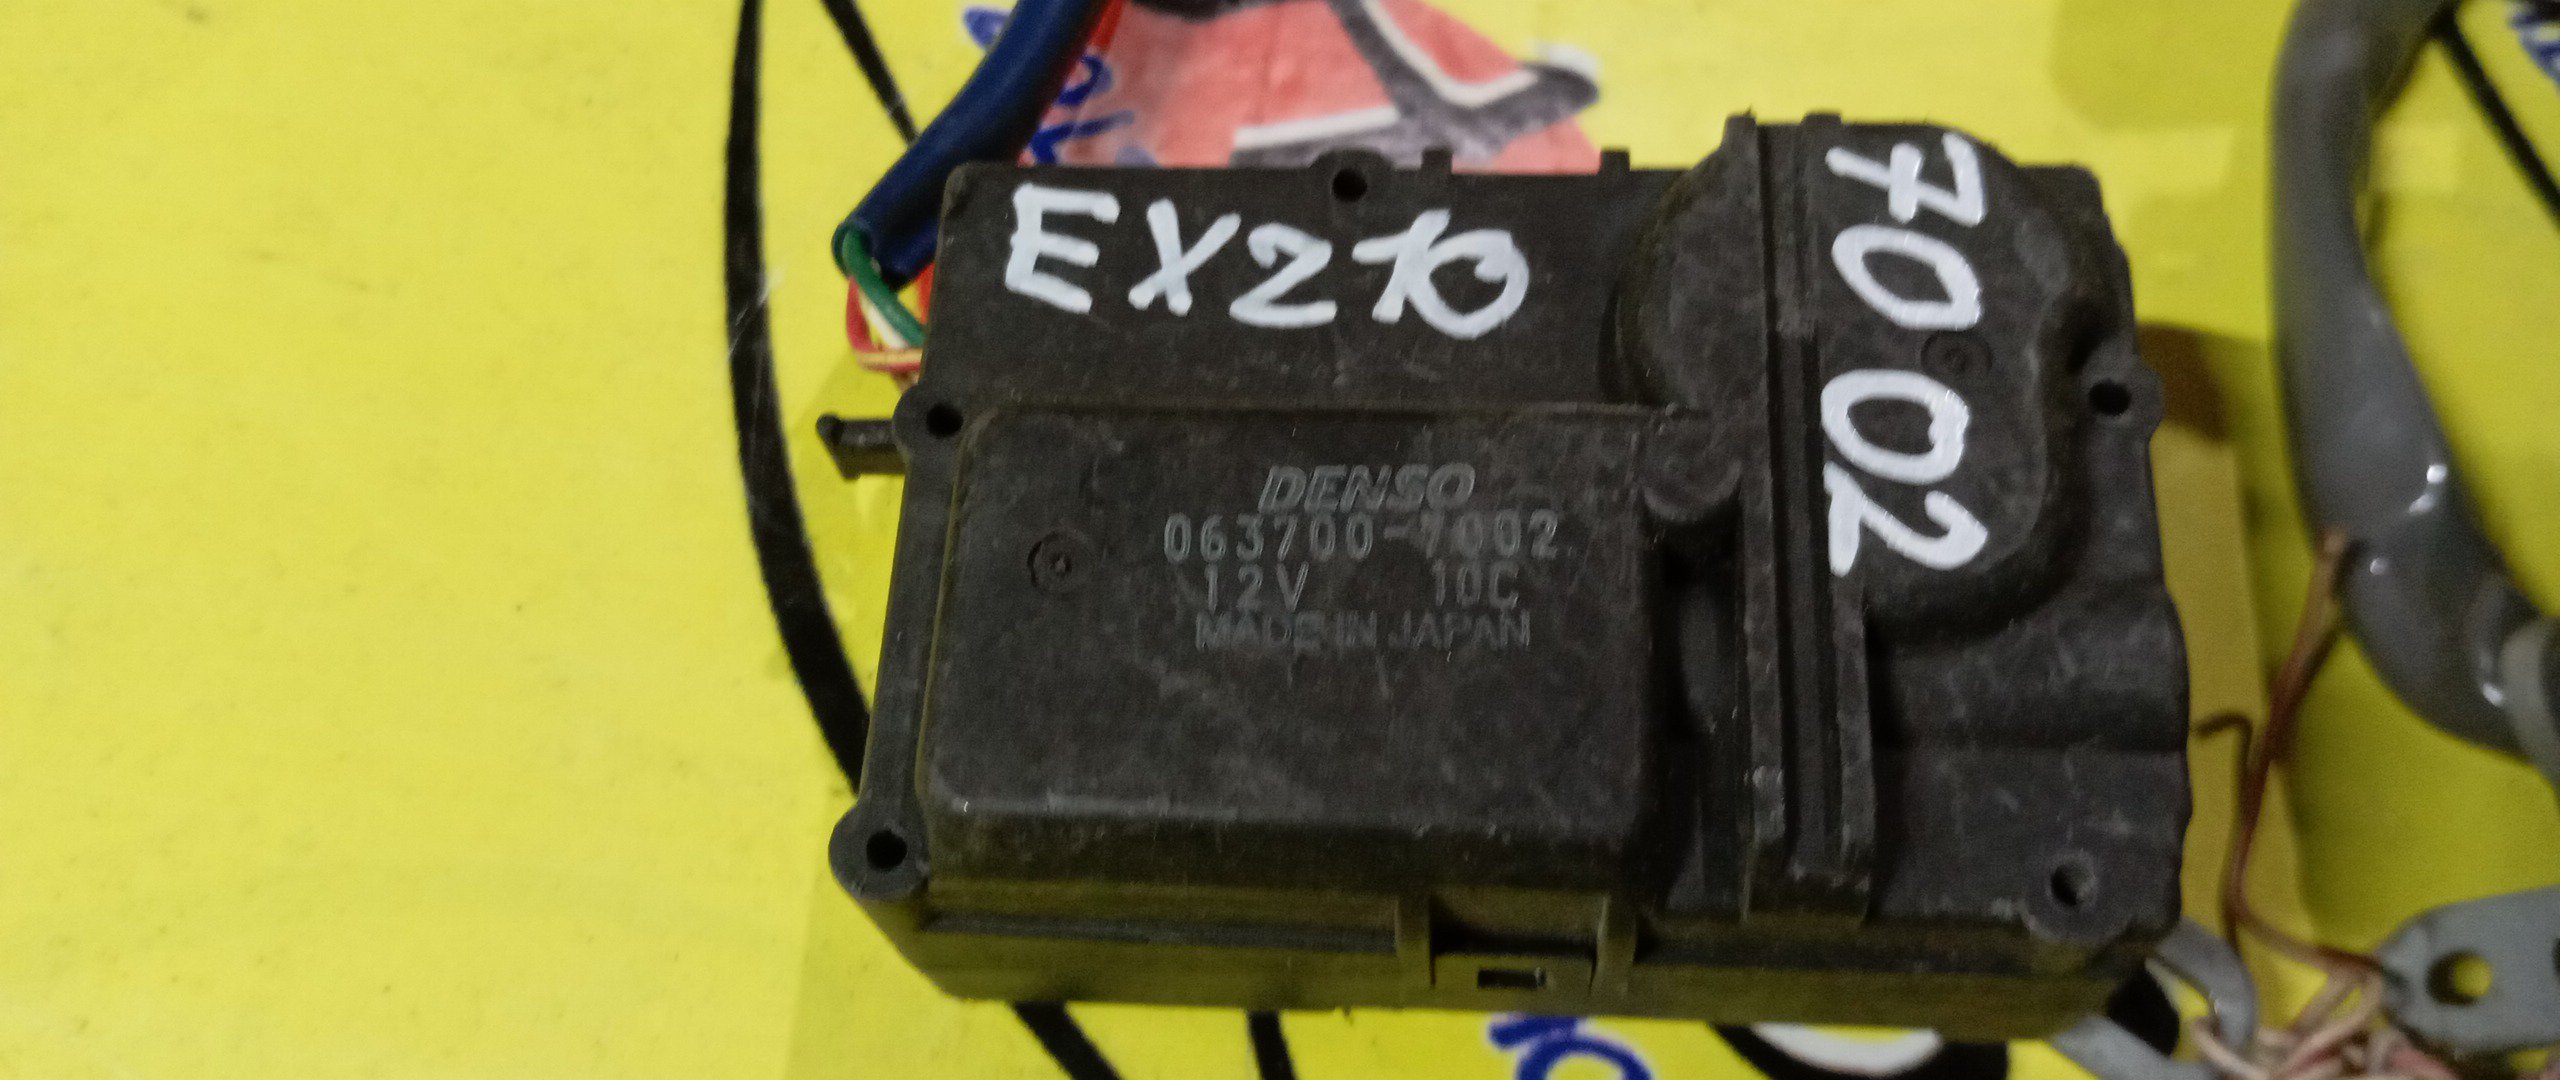 EX210
7002
DENSO
063700-7002
12V 10C
MADE IN JAPAN